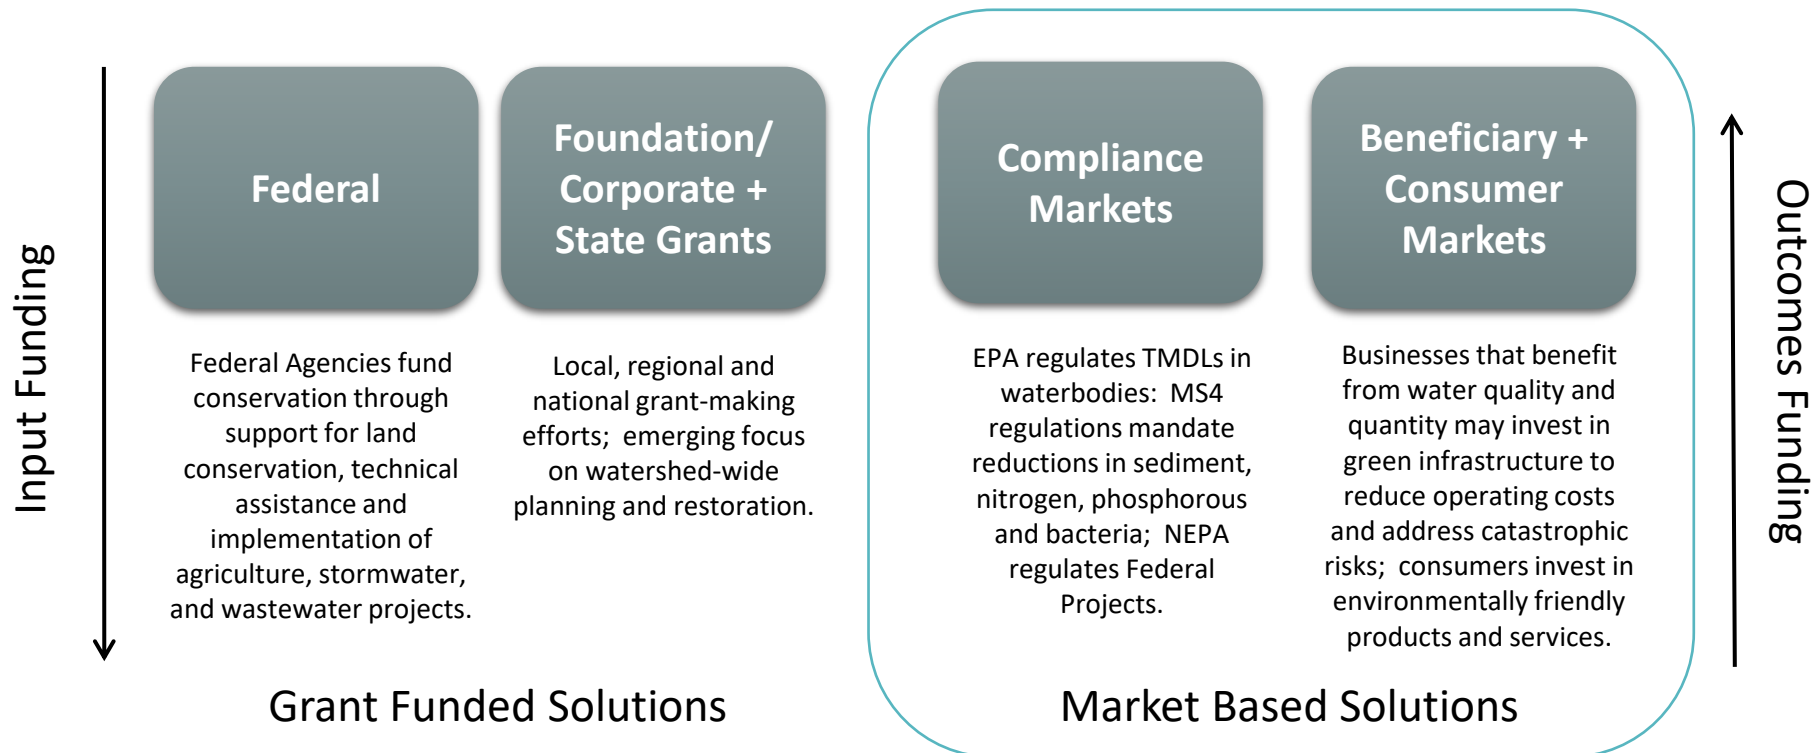 Input Funding
Federal
Federal Agencies fund
conservation through
support for land
conservation, technical
assistance and
implementation of
agriculture, stormwater,
and wastewater projects.
Foundation/
Corporate +
State Grants
Local, regional and
national grant-making
efforts;  emerging focus
on watershed-wide
planning and restoration.
Grant Funded Solutions
Compliance
Markets
EPA regulates TMDLs in
waterbodies:  MS4
regulations mandate
reductions in sediment,
nitrogen, phosphorous
and bacteria;  NEPA
regulates Federal
Projects.
Beneficiary +
Consumer
Markets
Businesses that benefit
from water quality and
quantity may invest in
green infrastructure to
reduce operating costs
and address catastrophic
risks;  consumers invest in
environmentally friendly
products and services.
Market Based Solutions
Outcomes Funding